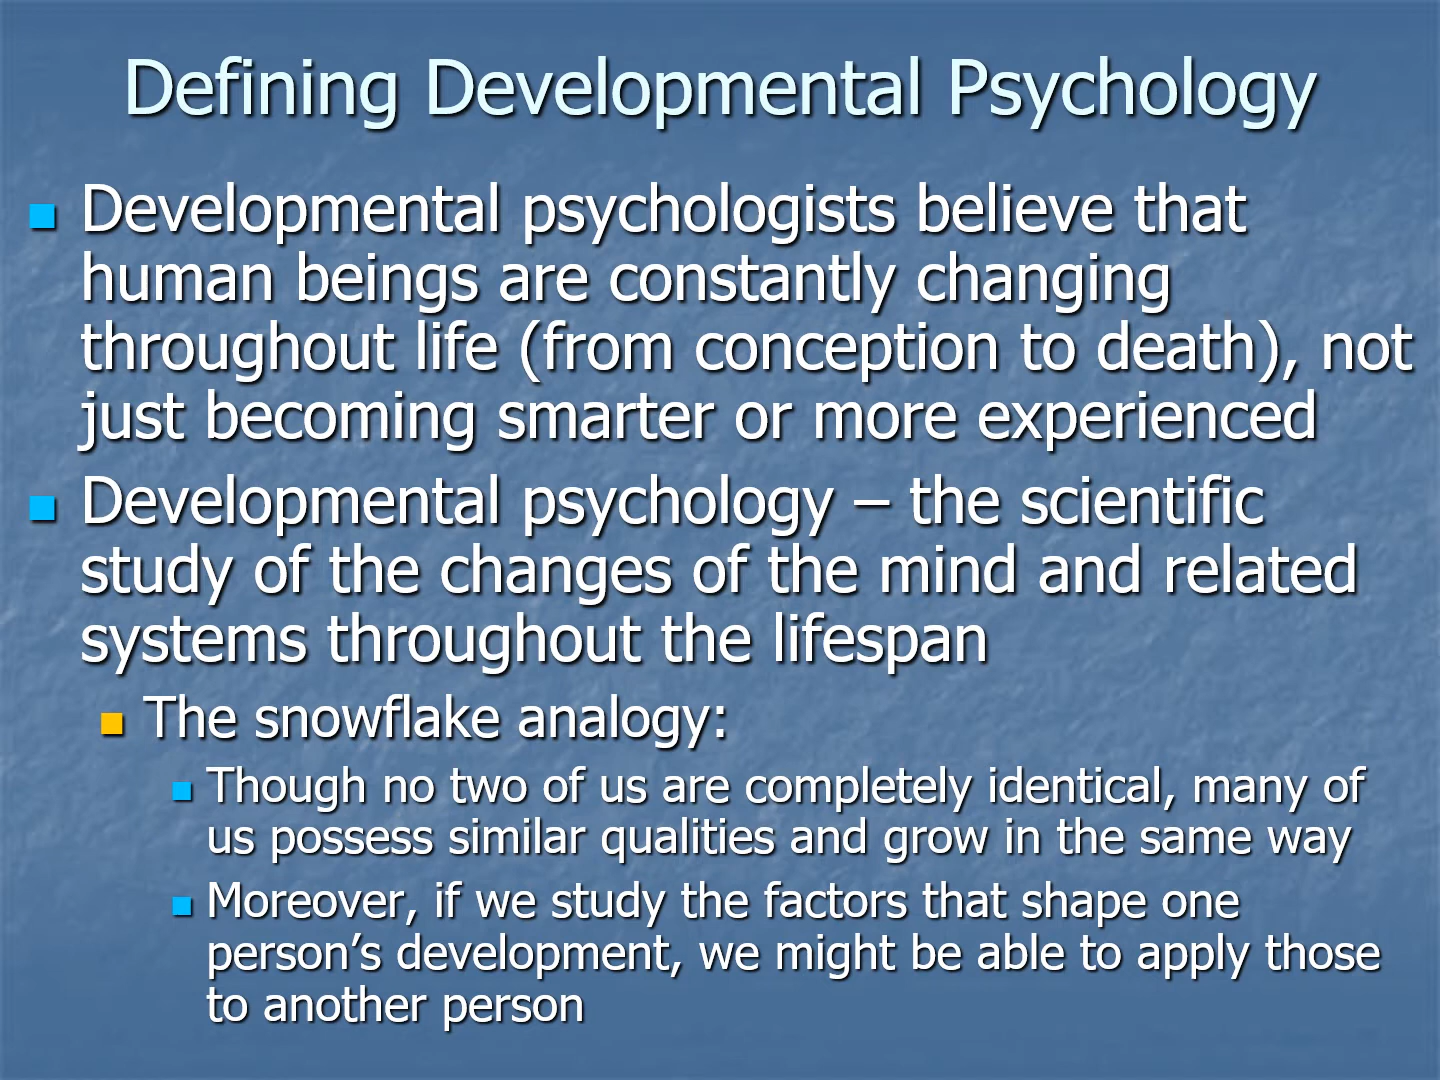 Defining Developmental Psychology
Developmental psychologists believe that
human beings are constantly changing
throughout life (from conception to death), not
just becoming smarter or more experienced
Developmental psychology – the scientific
study of the changes of the mind and related
systems throughout the lifespan
The snowflake analogy:
Though no two of us are completely identical, many of
us possess similar qualities and grow in the same way
Moreover, if we study the factors that shape one
person’s development, we might be able to apply those
to another person